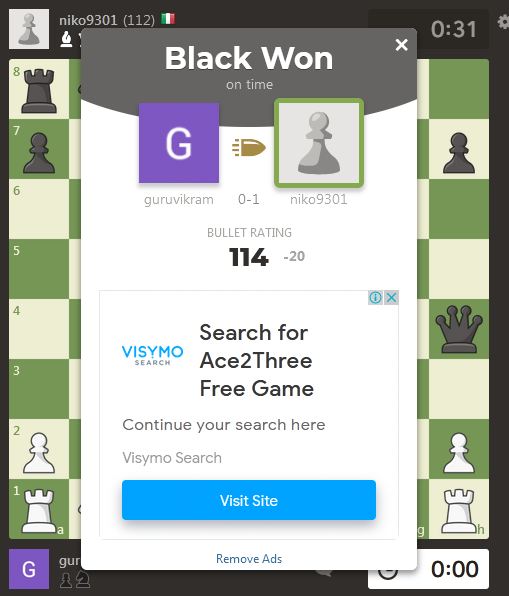 niko9301 (112)
0:31
Black Won
on time
G
guruvikram 0-1 niko9301
BULLET RATING
114 -20
VISYMO
SEARCH
Search for
Ace2Three
Free Game
Continue your search here
Visymo Search
Visit Site
Remove Ads
8
7
6
5
4
3
2
1
a
g
h
G
gur
0:00